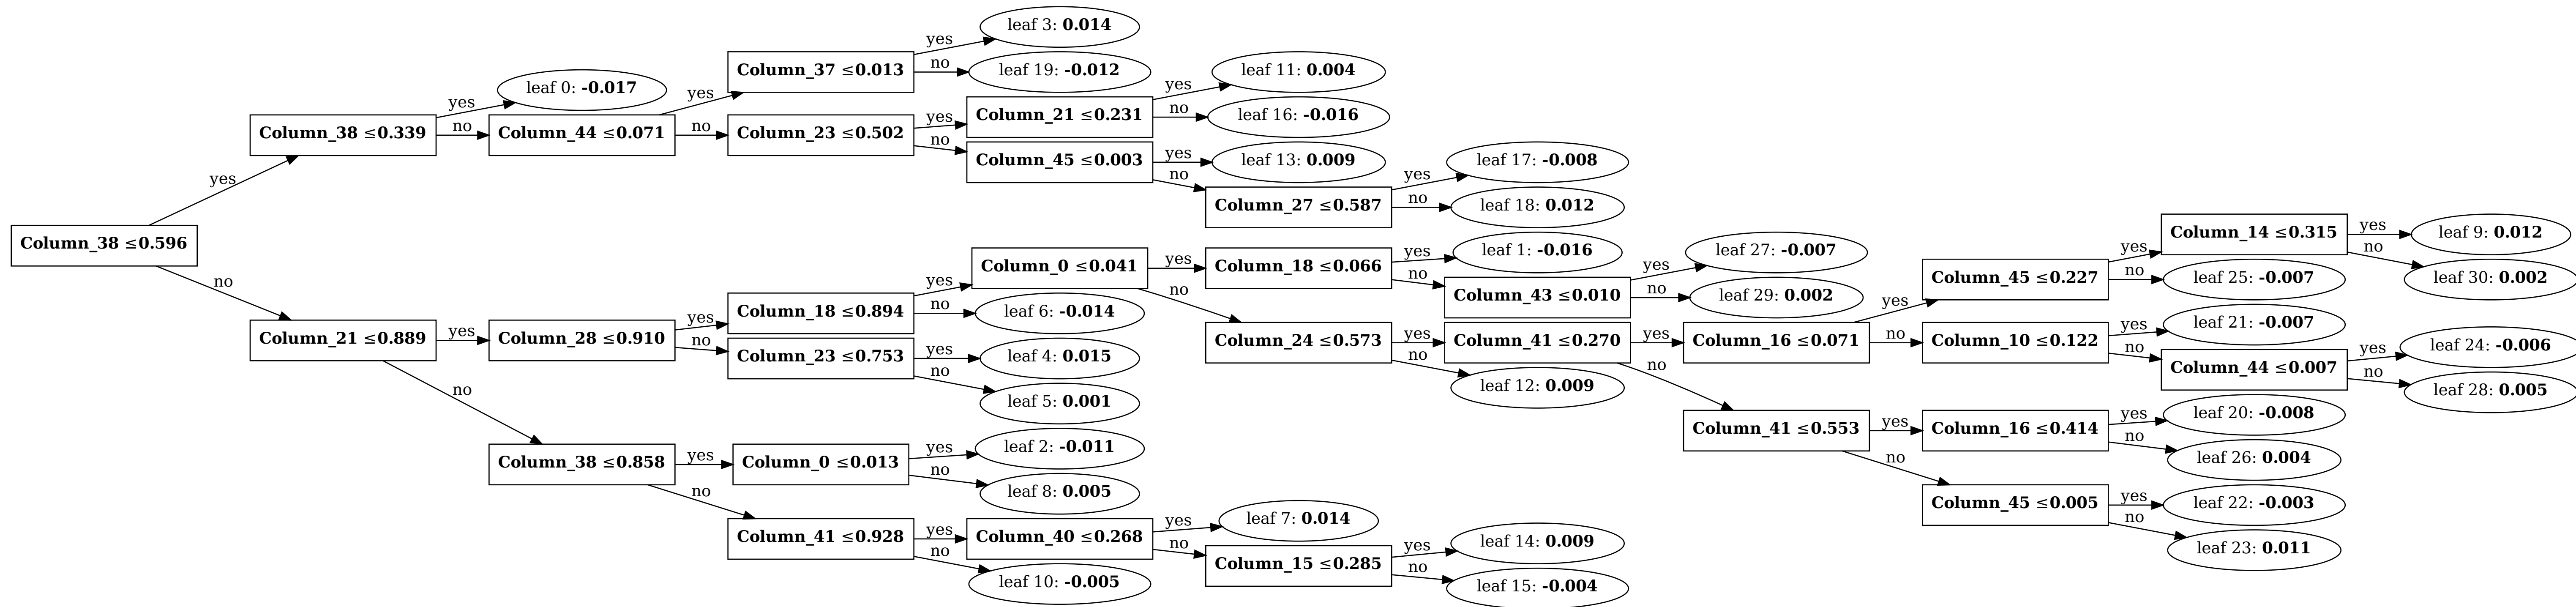 Column_38 ≤0.596
yes
no
Column_38 ≤0.339
yes
no
leaf 0: -0.017
Column_44 ≤0.071
yes
no
Column_37 ≤0.013
yes
no
leaf 3: 0.014
leaf 19: -0.012
Column_23 ≤0.502
yes
no
Column_21 ≤0.231
yes
no
leaf 11: 0.004
leaf 16: -0.016
Column_45 ≤0.003
yes
no
leaf 13: 0.009
Column_27 ≤0.587
yes
no
leaf 17: -0.008
leaf 18: 0.012
Column_21 ≤0.889
yes
no
Column_28 ≤0.910
yes
no
Column_18 ≤0.894
yes
no
Column_0 ≤0.041
yes
no
Column_18 ≤0.066
yes
no
leaf 1: -0.016
Column_43 ≤0.010
yes
no
leaf 27: -0.007
leaf 29: 0.002
Column_24 ≤0.573
yes
no
Column_41 ≤0.270
yes
no
Column_16 ≤0.071
yes
no
Column_45 ≤0.227
yes
no
Column_14 ≤0.315
yes
no
leaf 9: 0.012
leaf 30: 0.002
leaf 25: -0.007
Column_10 ≤0.122
yes
no
leaf 21: -0.007
Column_44 ≤0.007
yes
no
leaf 24: -0.006
leaf 28: 0.005
Column_41 ≤0.553
yes
no
Column_16 ≤0.414
yes
no
leaf 20: -0.008
leaf 26: 0.004
Column_45 ≤0.005
yes
no
leaf 22: -0.003
leaf 23: 0.011
leaf 12: 0.009
leaf 6: -0.014
Column_23 ≤0.753
yes
no
leaf 4: 0.015
leaf 5: 0.001
Column_38 ≤0.858
yes
no
Column_0 ≤0.013
yes
no
leaf 2: -0.011
leaf 8: 0.005
Column_41 ≤0.928
yes
no
Column_40 ≤0.268
yes
no
leaf 7: 0.014
Column_15 ≤0.285
yes
no
leaf 14: 0.009
leaf 15: -0.004
leaf 10: -0.005